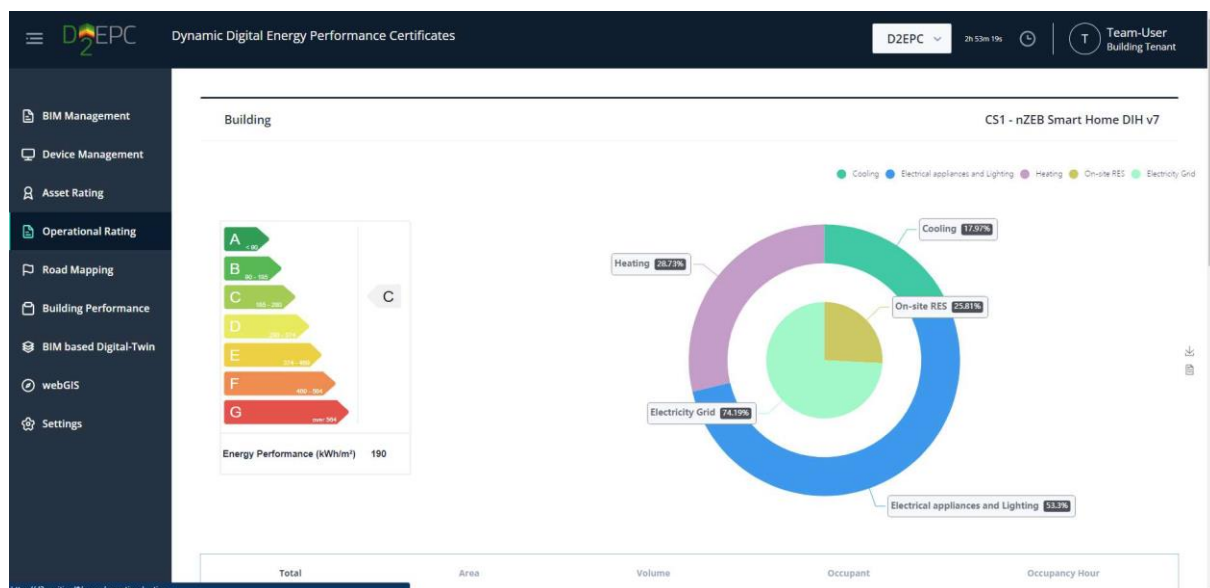 D2EPC
Dynamic Digital Energy Performance Certificates
D2EPC
2h 53m 19s
T
Team-User
Building Tenant
BIM Management
Device Management
Asset Rating
Operational Rating
Road Mapping
Building Performance
BIM based Digital-Twin
webGIS
Settings
Building
CS1 - nZEB Smart Home DIH v7
Cooling
Electrical appliances and Lighting
Heating
On-site RES
Electricity Grid
A
B
C
C
D
E
F
G
Energy Performance (kWh/m²) 190
Cooling 17.97%
Heating 28.73%
On-site RES 25.81%
Electricity Grid 74.19%
Electrical appliances and Lighting 53.3%
Total
Area
Volume
Occupant
Occupancy Hour